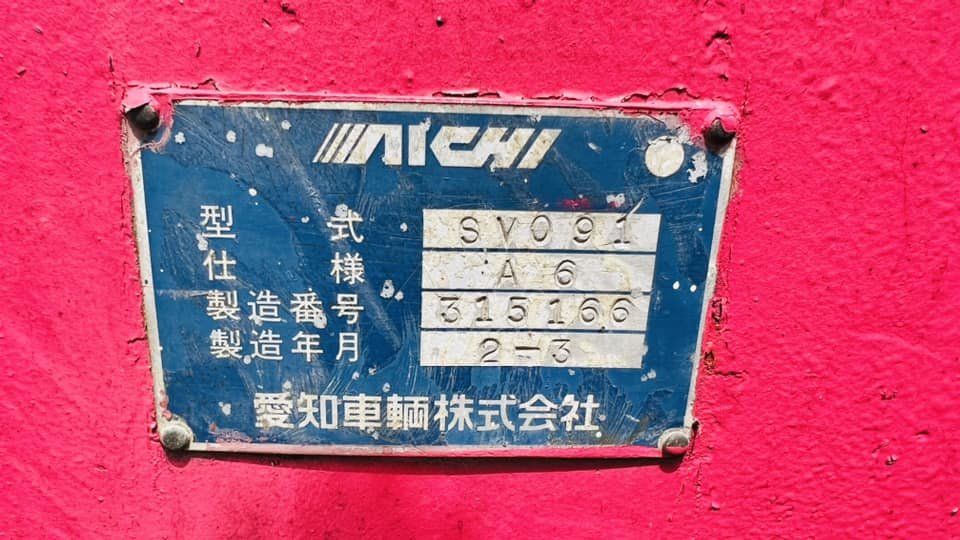 AICHI
型式 SV091
仕様 A6
製造番号 315166
製造年月 2-3
愛知車輌株式会社